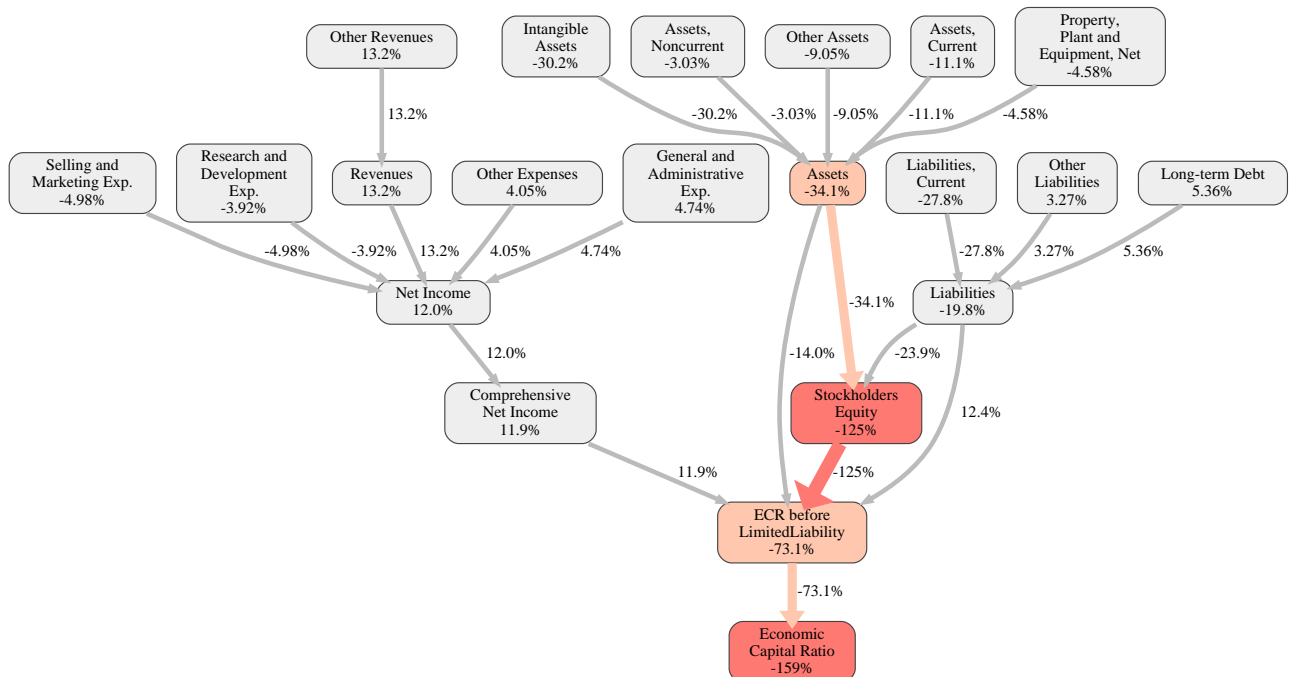 Other Revenues
13.2%
Intangible
Assets
-30.2%
Assets,
Noncurrent
-3.03%
Other Assets
-9.05%
Assets,
Current
-11.1%
Property,
Plant and
Equipment, Net
-4.58%
13.2%
-30.2%
-3.03%
-9.05%
-11.1%
-4.58%
Selling and
Marketing Exp.
-4.98%
Research and
Development
Exp.
-3.92%
Revenues
13.2%
Other Expenses
4.05%
General and
Administrative
Exp.
4.74%
Assets
-34.1%
Liabilities,
Current
-27.8%
Other
Liabilities
3.27%
Long-term Debt
5.36%
-4.98%
-3.92%
13.2%
4.05%
4.74%
-27.8%
3.27%
5.36%
Net Income
12.0%
-34.1%
Liabilities
-19.8%
12.0%
-14.0%
-23.9%
Comprehensive
Net Income
11.9%
Stockholders
Equity
-125%
12.4%
11.9%
-125%
ECR before
LimitedLiability
-73.1%
-73.1%
Economic
Capital Ratio
-159%